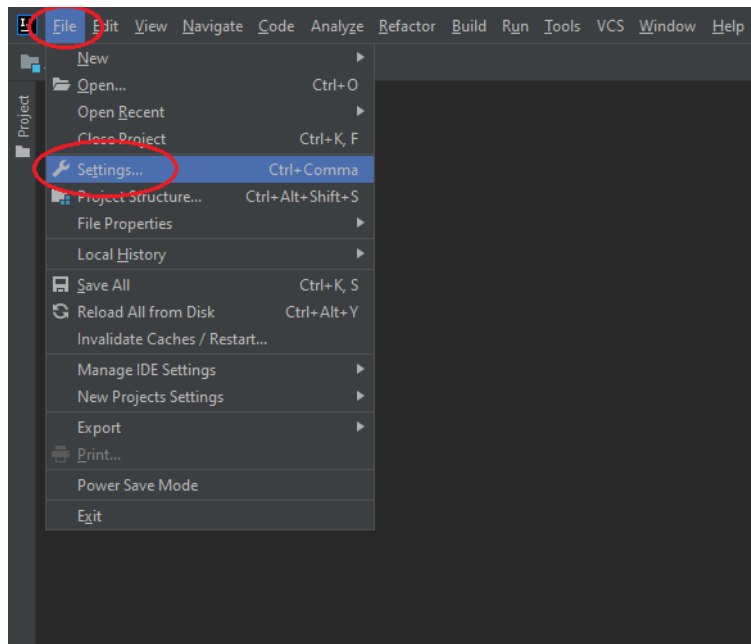 File Edit View Navigate Code Analyze Refactor Build Run Tools VCS Window Help
New
Open... Ctrl+O
Project
Open Recent
Close Project Ctrl+K, F
Settings... Ctrl+Comma
Project Structure... Ctrl+Alt+Shift+S
File Properties
Local History
Save All Ctrl+K, S
Reload All from Disk Ctrl+Alt+Y
Invalidate Caches / Restart...
Manage IDE Settings
New Projects Settings
Export
Print...
Power Save Mode
Exit